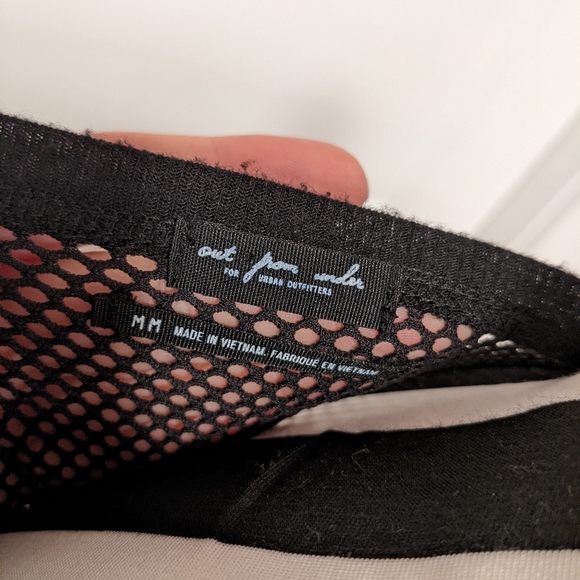 out from under
FOR URBAN OUTFITTERS
M M MADE IN VIETNAM. FABRIQUÉ EN VIETNAM